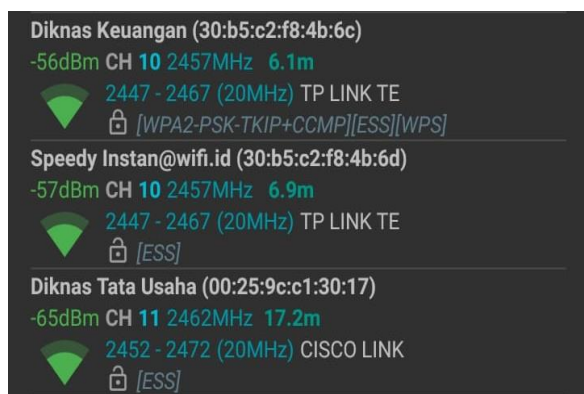 Diknas Keuangan (30:b5:c2:f8:4b:6c)
-56dBm CH 10 2457MHz 6.1m
2447 - 2467 (20MHz) TP LINK TE
[WPA2-PSK-TKIP+CCMP][ESS][WPS]
Speedy Instan@wifi.id (30:b5:c2:f8:4b:6d)
-57dBm CH 10 2457MHz 6.9m
2447 - 2467 (20MHz) TP LINK TE
[ESS]
Diknas Tata Usaha (00:25:9c:c1:30:17)
-65dBm CH 11 2462MHz 17.2m
2452 - 2472 (20MHz) CISCO LINK
[ESS]